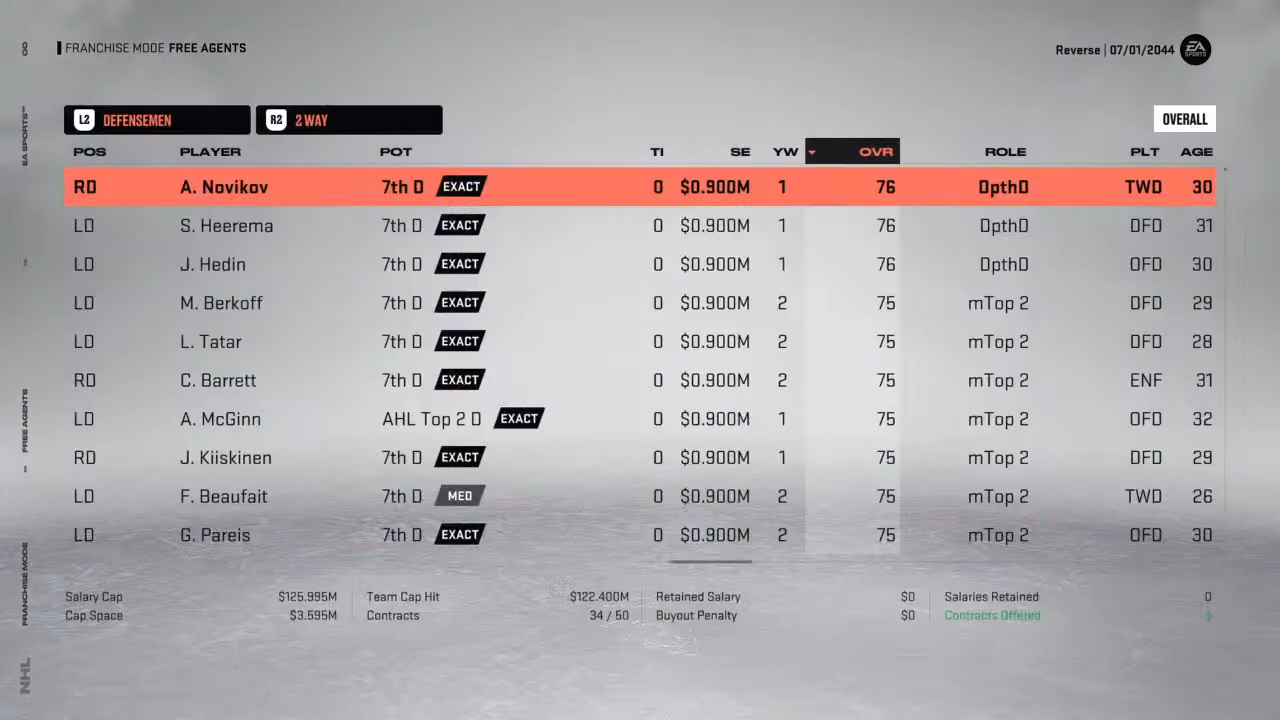 FRANCHISE MODE FREE AGENTS
Reverse | 07/01/2044
EA SPORTS
L2 DEFENSEMEN R2 2 WAY
OVERALL
POS PLAYER POT TI SE YW OVR ROLE PLT AGE
RD A. Novikov 7th D EXACT 0 $0.900M 1 76 DpthD TWD 30
LD S. Heerema 7th D EXACT 0 $0.900M 1 76 DpthD DFD 31
LD J. Hedin 7th D EXACT 0 $0.900M 1 76 DpthD OFD 30
LD M. Berkoff 7th D EXACT 0 $0.900M 2 75 mTop 2 DFD 29
LD L. Tatar 7th D EXACT 0 $0.900M 2 75 mTop 2 DFD 28
RD C. Barrett 7th D EXACT 0 $0.900M 2 75 mTop 2 ENF 31
LD A. McGinn AHL Top 2 D EXACT 0 $0.900M 1 75 mTop 2 OFD 32
RD J. Kiiskinen 7th D EXACT 0 $0.900M 1 75 mTop 2 DFD 29
LD F. Beaufait 7th D MED 0 $0.900M 2 75 mTop 2 TWD 26
LD G. Pareis 7th D EXACT 0 $0.900M 2 75 mTop 2 OFD 30
Salary Cap $125.995M Team Cap Hit $122.400M Retained Salary $0 Salaries Retained 0
Cap Space $3.595M Contracts 34 / 50 Buyout Penalty $0 Contracts Offered
EA SPORTS™
FREE AGENTS
FRANCHISE MODE
NHL